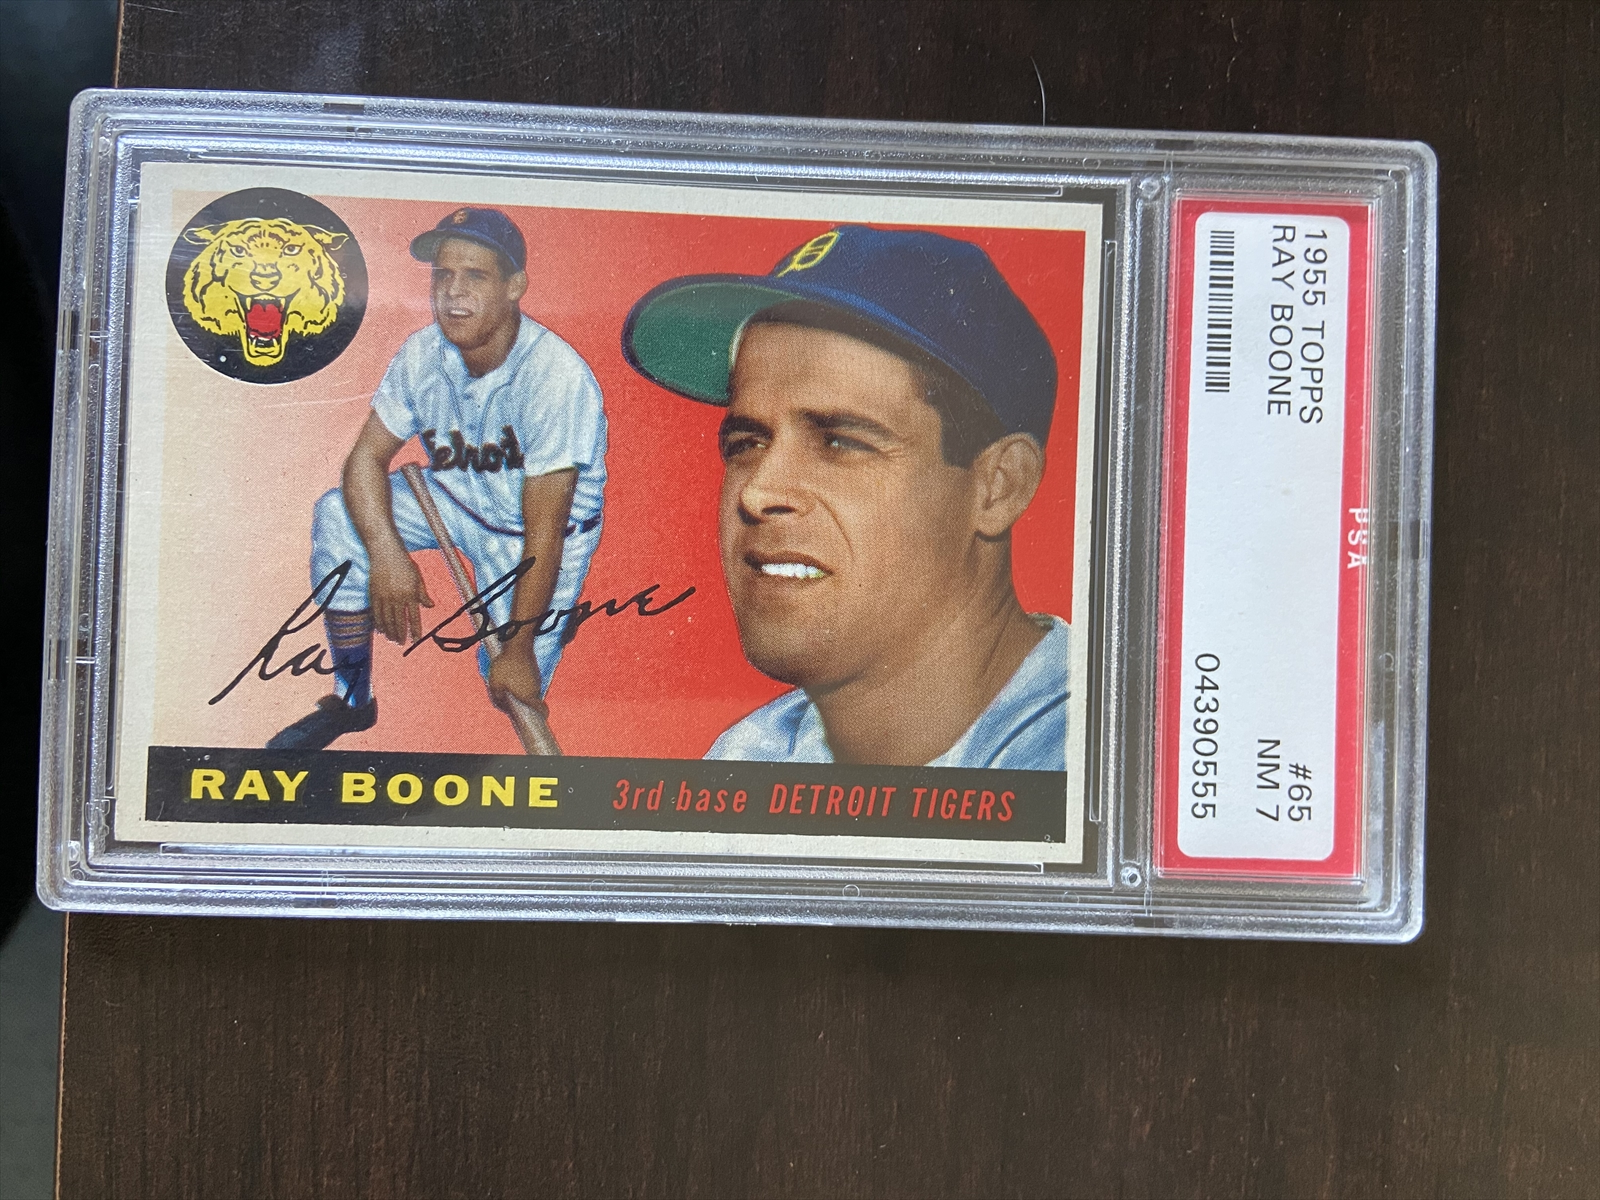 Detroit
Ray Boone
RAY BOONE 3rd base DETROIT TIGERS
1955 TOPPS #65
RAY BOONE NM 7
04390555
PSA